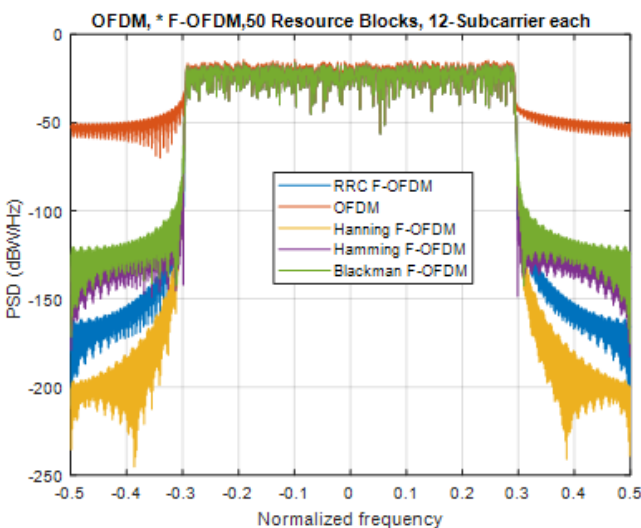 OFDM, * F-OFDM,50 Resource Blocks, 12-Subcarrier each
PSD (dBW/Hz)
0
-50
-100
-150
-200
-250
RRC F-OFDM
OFDM
Hanning F-OFDM
Hamming F-OFDM
Blackman F-OFDM
-0.5 -0.4 -0.3 -0.2 -0.1 0 0.1 0.2 0.3 0.4 0.5
Normalized frequency